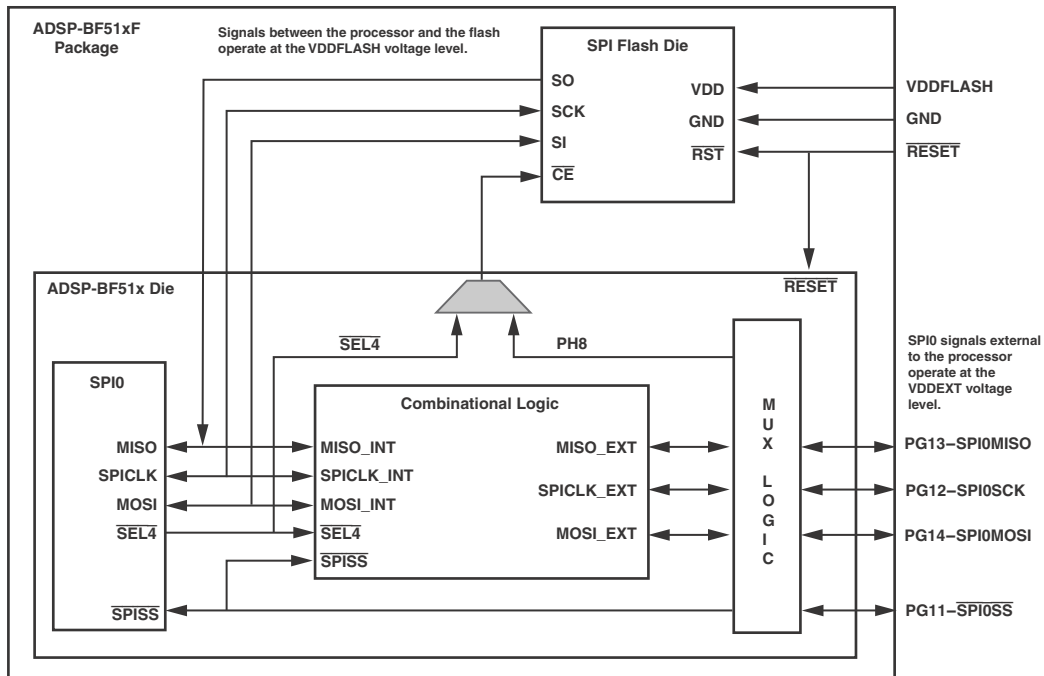 ADSP-BF51xF
Package
Signals between the processor and the flash
operate at the VDDFLASH voltage level.
SPI Flash Die
SO
SCK
SI
CE
VDD
GND
RST
VDDFLASH
GND
RESET
RESET
ADSP-BF51x Die
SEL4
PH8
SPI0
MISO
SPICLK
MOSI
SEL4
SPISS
Combinational Logic
MISO_INT
SPICLK_INT
MOSI_INT
SEL4
SPISS
MISO_EXT
SPICLK_EXT
MOSI_EXT
MUX LOGIC
SPI0 signals external
to the processor
operate at the
VDDEXT voltage
level.
PG13–SPI0MISO
PG12–SPI0SCK
PG14–SPI0MOSI
PG11–SPI0SS